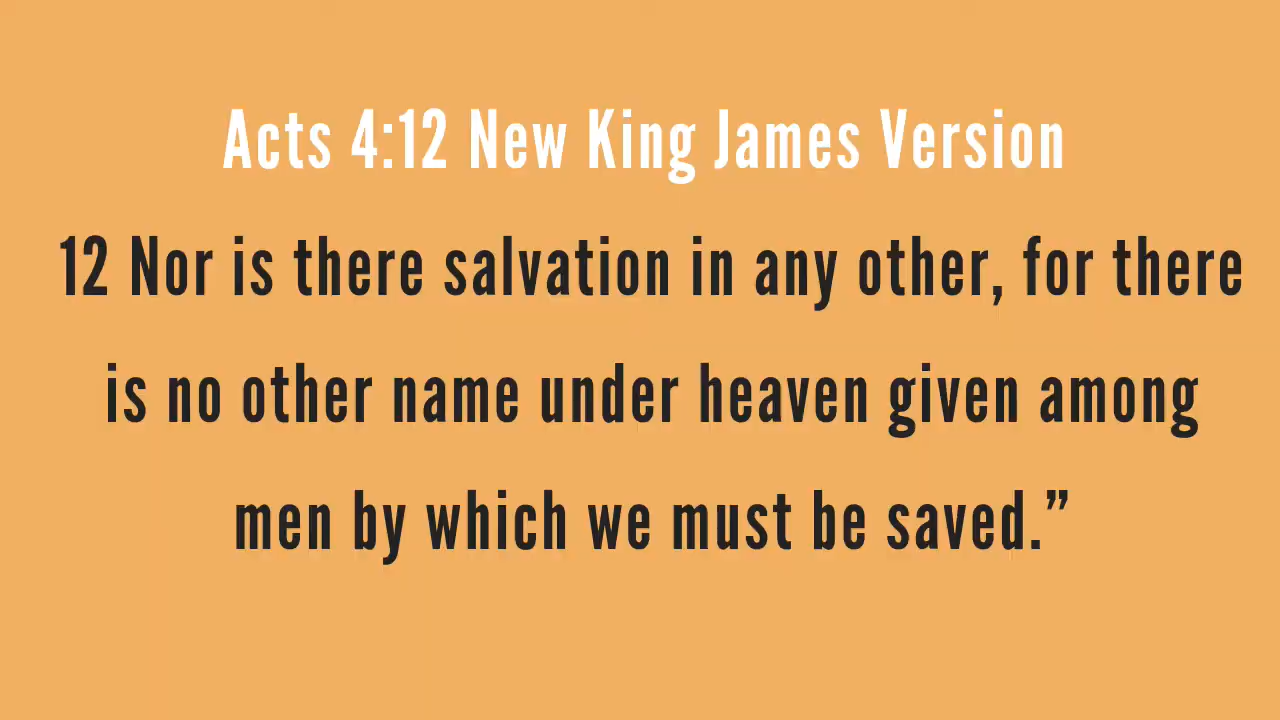 Acts 4:12 New King James Version
12 Nor is there salvation in any other, for there
is no other name under heaven given among
men by which we must be saved.”